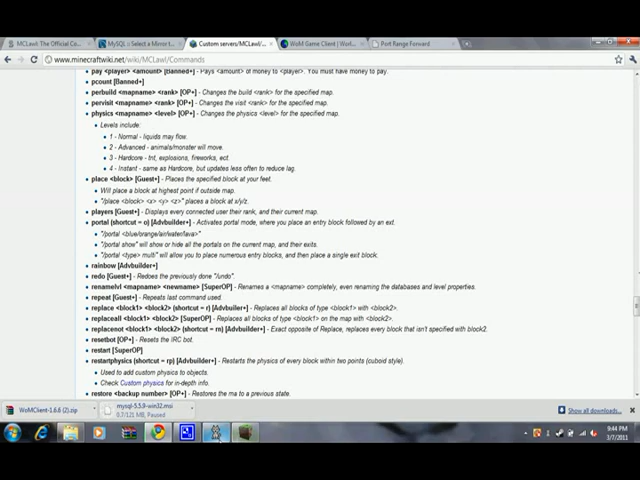 MCLawl: The Official Co...
MySQL :: Select a Mirror t
Custom servers/MCLawl/...
WoM Game Client | Worl...
Port Range Forward
www.minecraftwiki.net/wiki/MCLawl/Commands
pay <player> <amount> [Banned+] - Pays <amount> of money to <player>. You must have money to pay.
pcount [Banned+]
perbuild <mapname> <rank> [OP+] - Changes the build <rank> for the specified map.
pervisit <mapname> <rank> [OP+] - Changes the visit <rank> for the specified map.
physics <mapname> <level> [OP+] - Changes the physics <level> for the specified map.
Levels include:
1 - Normal - liquids may flow.
2 - Advanced - animals/monster will move.
3 - Hardcore - tnt, explosions, fireworks, ect
4 - Instant - same as Hardcore, but updates less often to reduce lag.
place <block> [Guest+] - Places the specified block at your feet.
Will place a block at highest point if outside map.
"/place <block> <x> <y> <z>" places a block at x/y/z.
players [Guest+] - Displays every connected user their rank, and their current map.
portal (shortcut = o) [Advbuilder+] - Activates portal mode, where you place an entry block followed by an exit.
"/portal <blue/orange/air/water/lava>"
"/portal show" will show or hide all the portals on the current map, and their exits.
"/portal <type> multi" will allow you to place numerous entry blocks, and then place a single exit block.
rainbow [Advbuilder+]
redo [Guest+] - Redoes the previously done "/undo".
renamelvl <mapname> <newname> [SuperOP] - Renames a <mapname> completely, even renaming the databases and level properties.
repeat [Guest+] - Repeats last command used
replace <block1> <block2> (shortcut = r) [Advbuilder+] - Replaces all blocks of type <block1> with <block2>.
replaceall <block1> <block2> [SuperOP] - Replaces all blocks of type <block1> on the map with <block2>.
replacenot <block1> <block2> (shortcut = rn) [Advbuilder+] - Exact opposite of Replace, replaces every block that isn't specified with block2.
resetbot [OP+] - Resets the IRC bot.
restart [SuperOP]
restartphysics (shortcut = rp) [Advbuilder+] - Restarts the physics of every block within two points (cuboid style).
Used to add custom physics to objects.
Check Custom physics for in-depth info.
restore <backup number> [OP+] - Restores the ma to a previous state.
WoMClient-1.6.6 (2).zip
mysql-5.5.9-win32.msi
0.7/121 MB, Paused
Show all downloads...
9:44 PM
3/7/2011